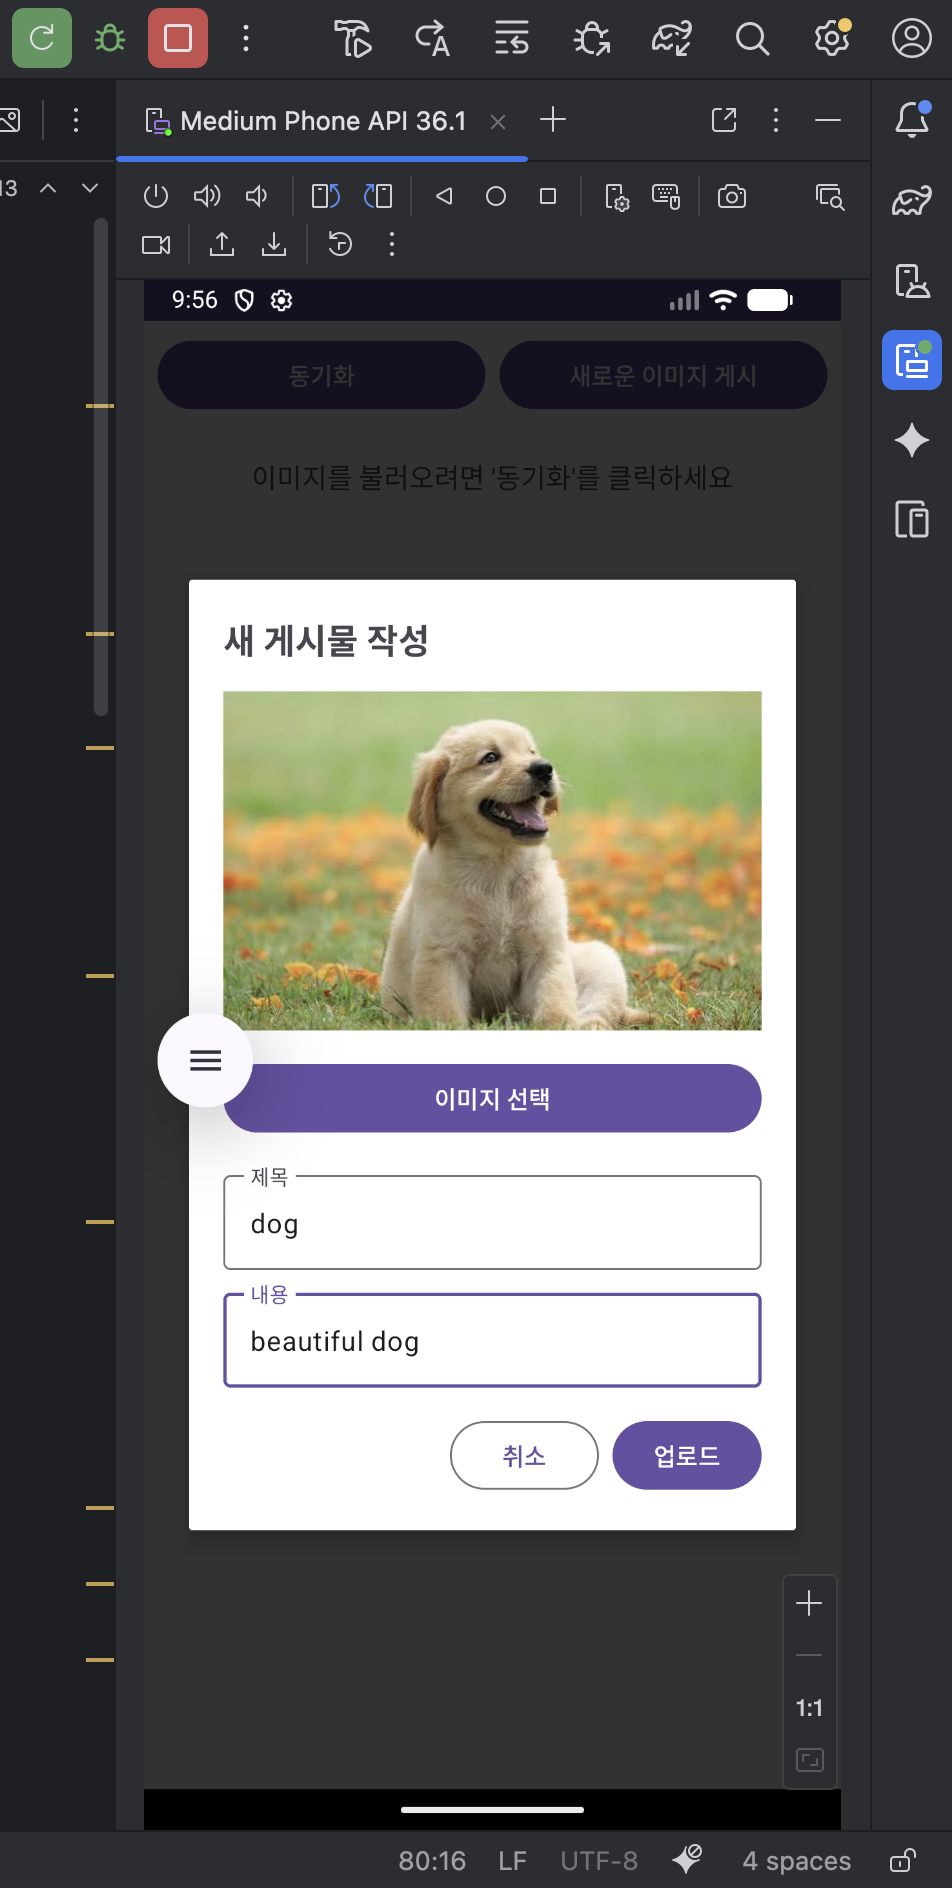 Medium Phone API 36.1
13
9:56
동기화
새로운 이미지 게시
이미지를 불러오려면 '동기화'를 클릭하세요
새 게시물 작성
이미지 선택
제목
dog
내용
beautiful dog
취소
업로드
1:1
80:16
LF
UTF-8
4 spaces